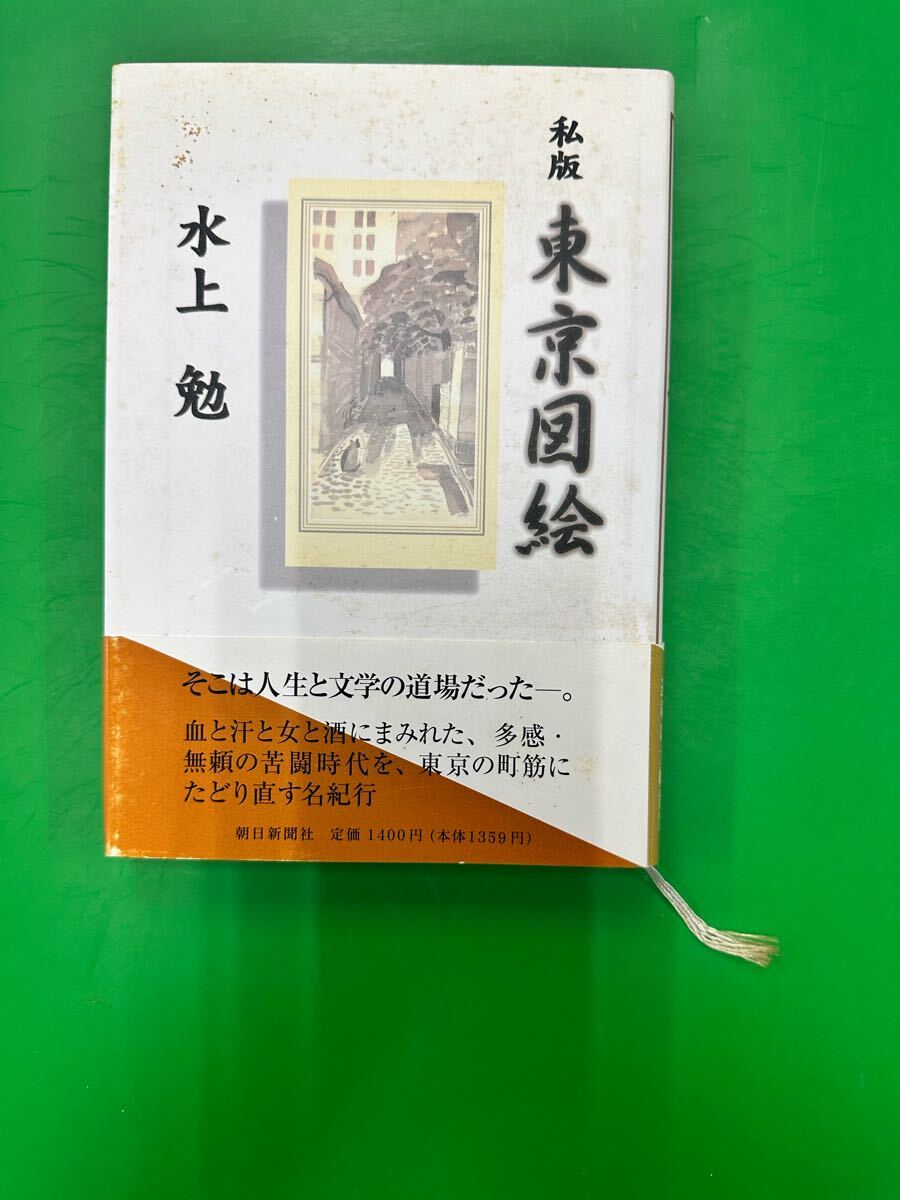 私版
東京図絵
水上 勉
そこは人生と文学の道場だった―。
血と汗と女と酒にまみれた、多感・
無頼の苦闘時代を、東京の町筋に
たどり直す名紀行
朝日新聞社 定価 1400円 (本体1359円)